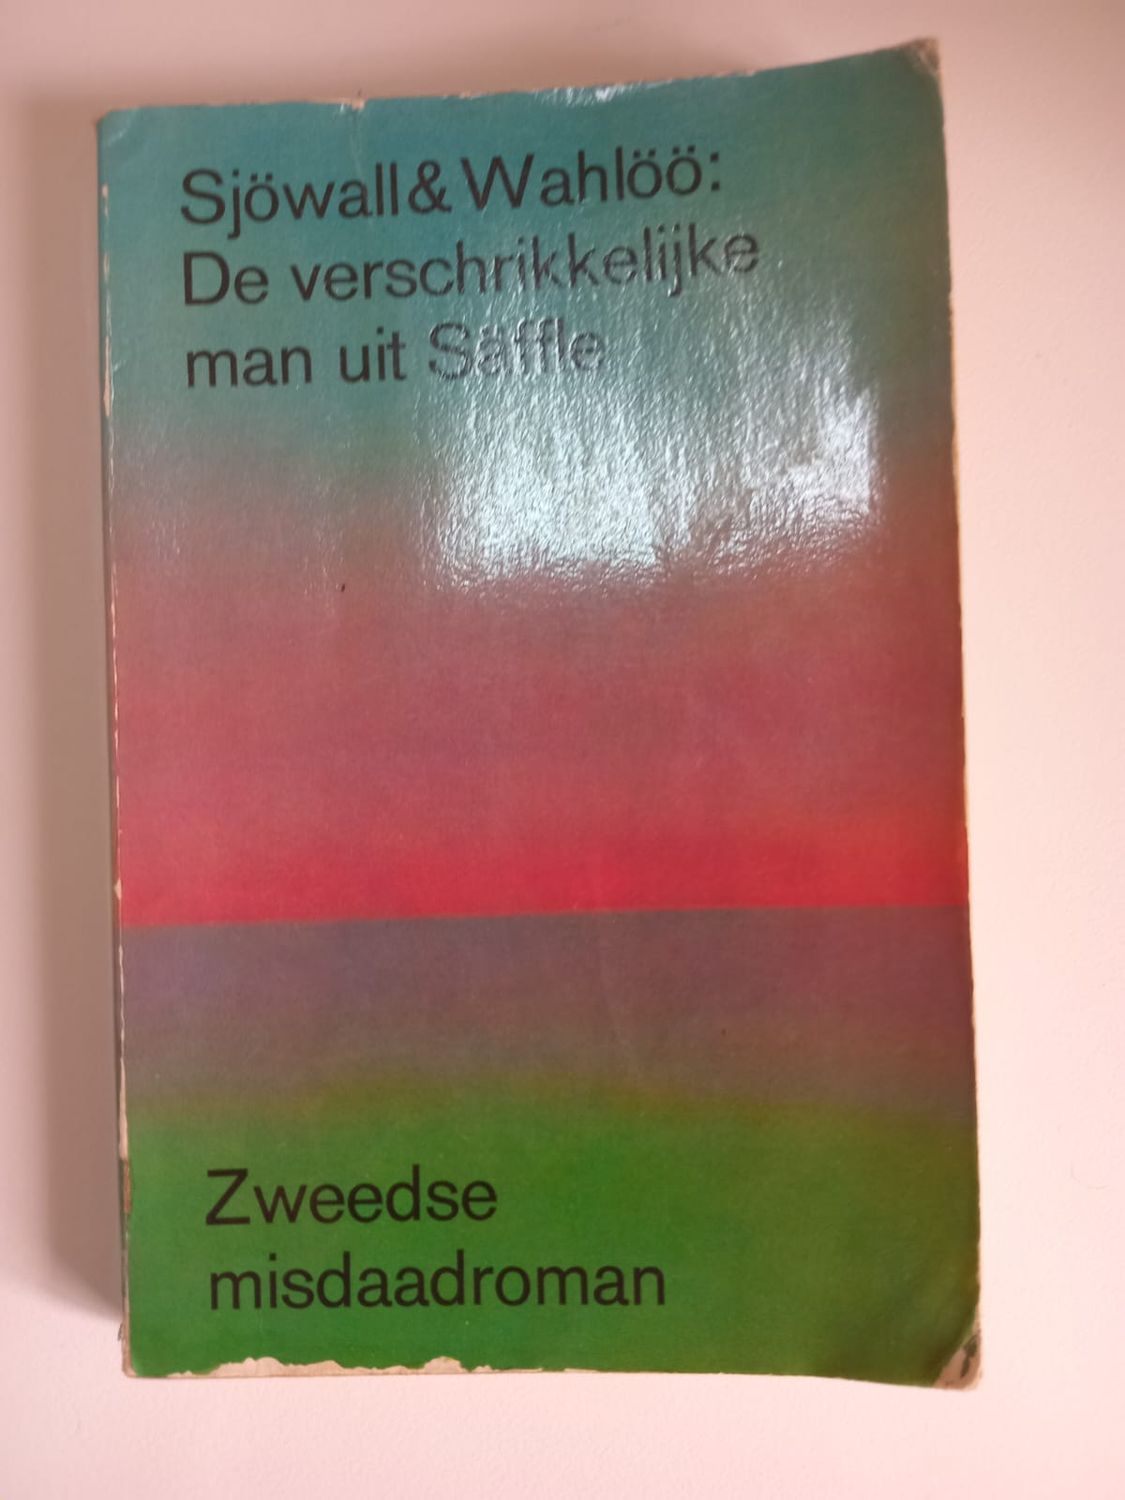 Sjöwall & Wahlöö:
De verschrikkelijke
man uit Säffle
Zweedse
misdaadroman